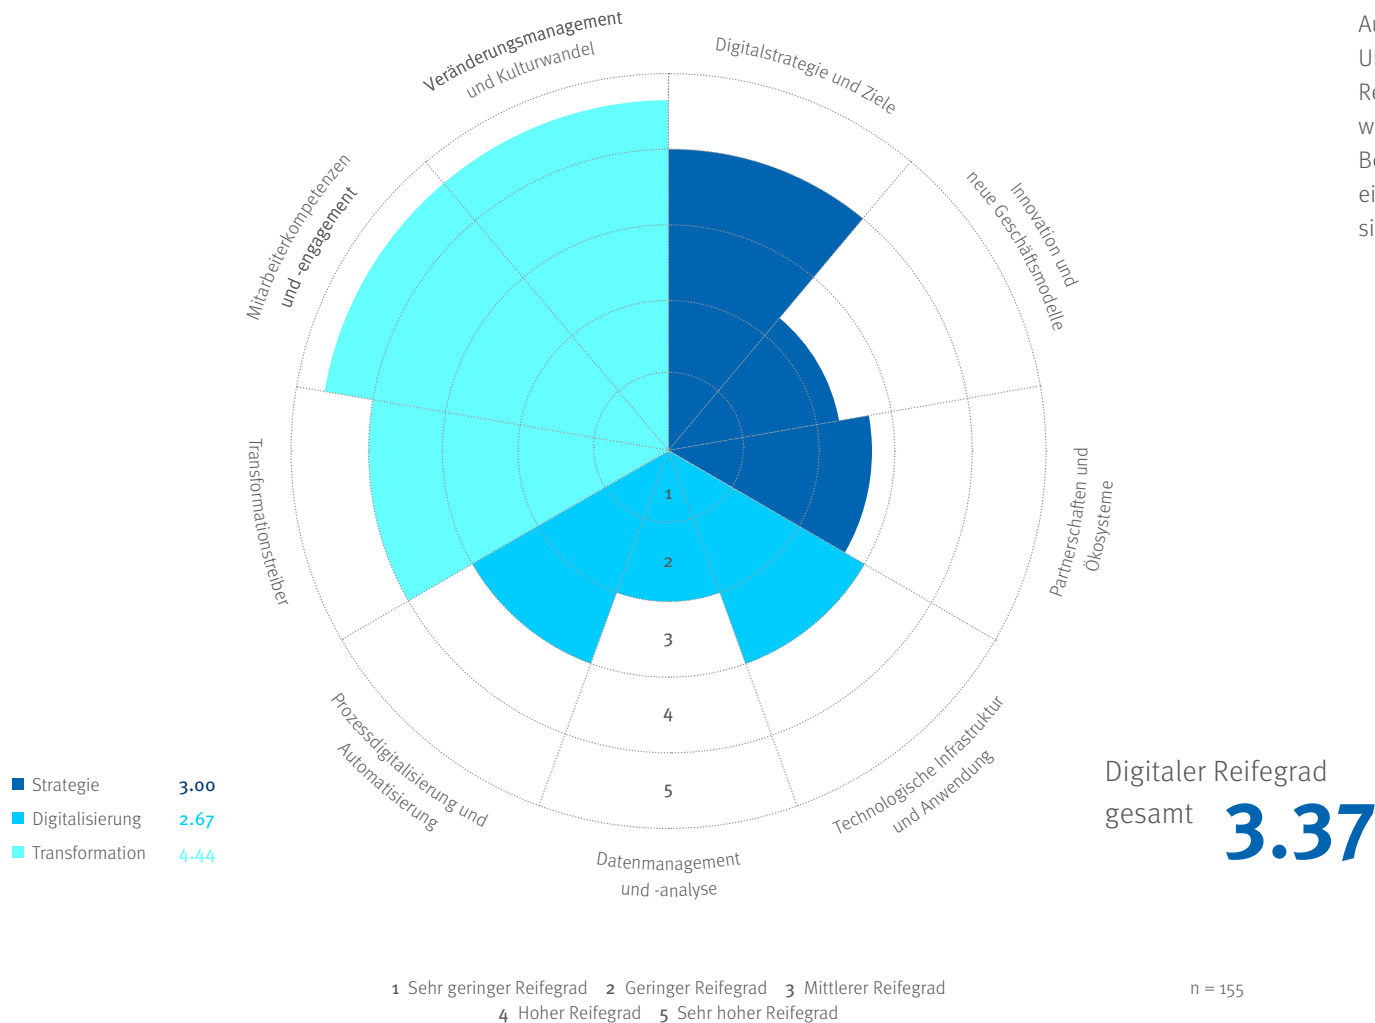 Veränderungsmanagement
und Kulturwandel
Digitalstrategie und Ziele
Innovation und
neue Geschäftsmodelle
Mitarbeiterkompetenzen
und -engagement
Transformationstreiber
Partnerschaften und
Ökosysteme
1
2
3
4
5
Prozessdigitalisierung und
Automatisierung
Technologische Infrastruktur
und Anwendung
Datenmanagement
und -analyse
Strategie 3.00
Digitalisierung 2.67
Transformation 4.44
Digitaler Reifegrad
gesamt 3.37
1 Sehr geringer Reifegrad 2 Geringer Reifegrad 3 Mittlerer Reifegrad
4 Hoher Reifegrad 5 Sehr hoher Reifegrad
n = 155